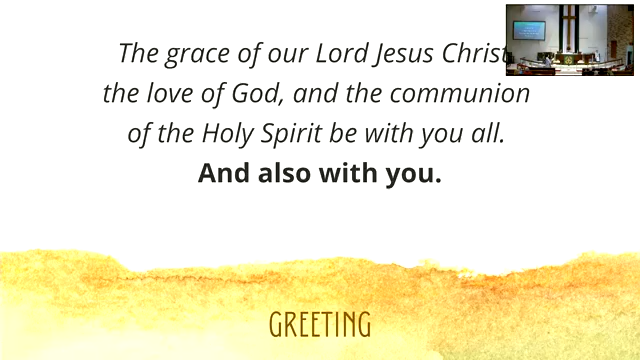 The grace of our Lord Jesus Christ
the love of God, and the communion
of the Holy Spirit be with you all.
And also with you.
GREETING